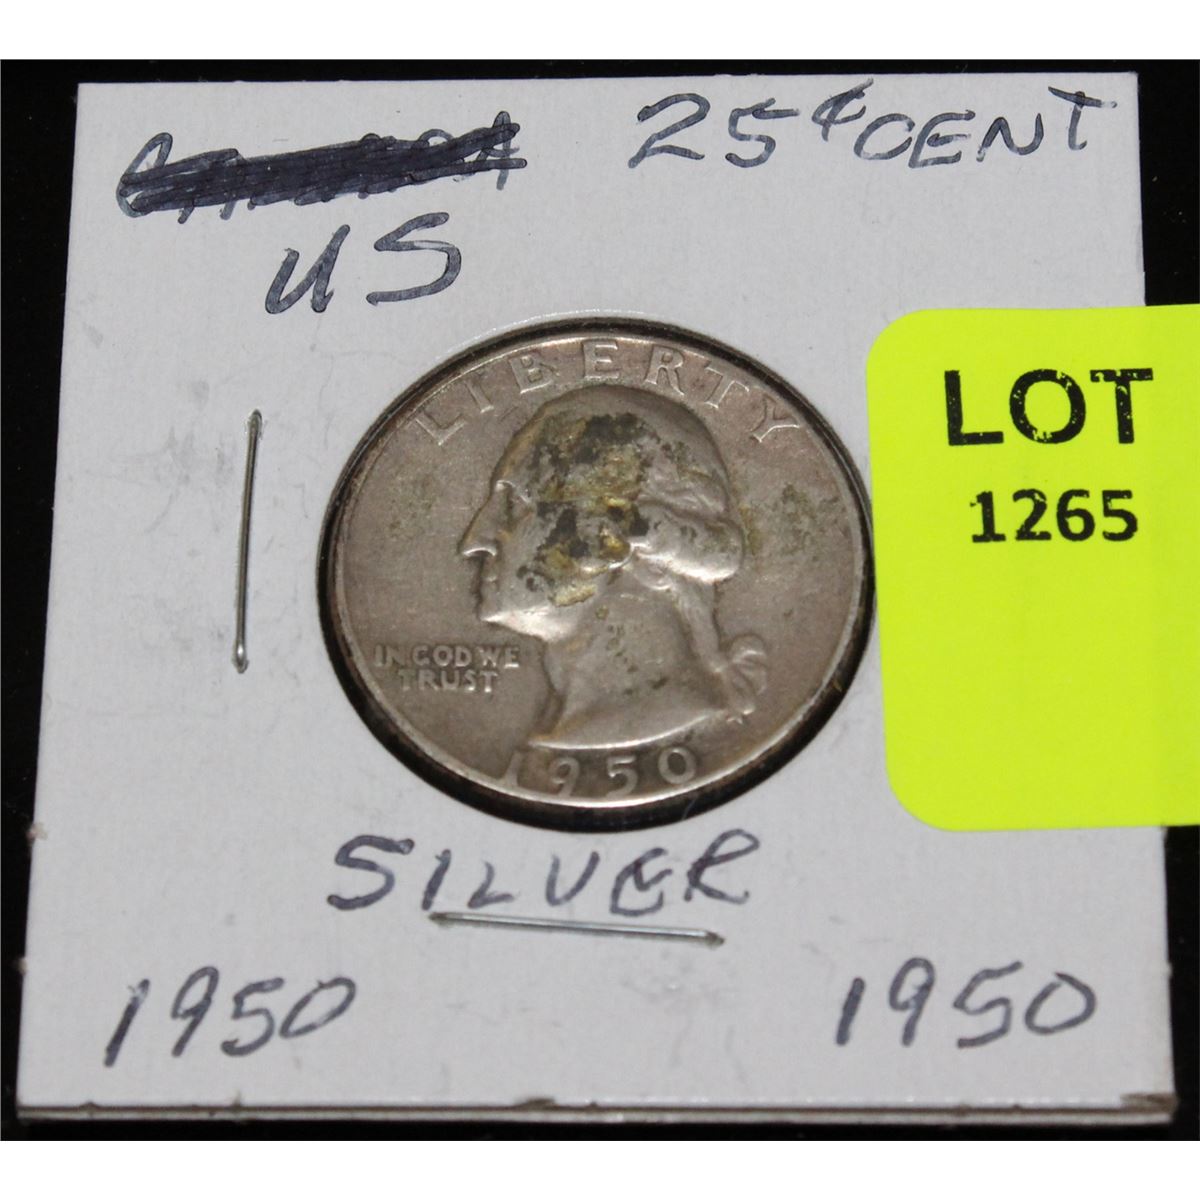 25¢ CENT
US
LIBERTY
IN GOD WE
TRUST
1950
SILVER
1950 1950
LOT
1265